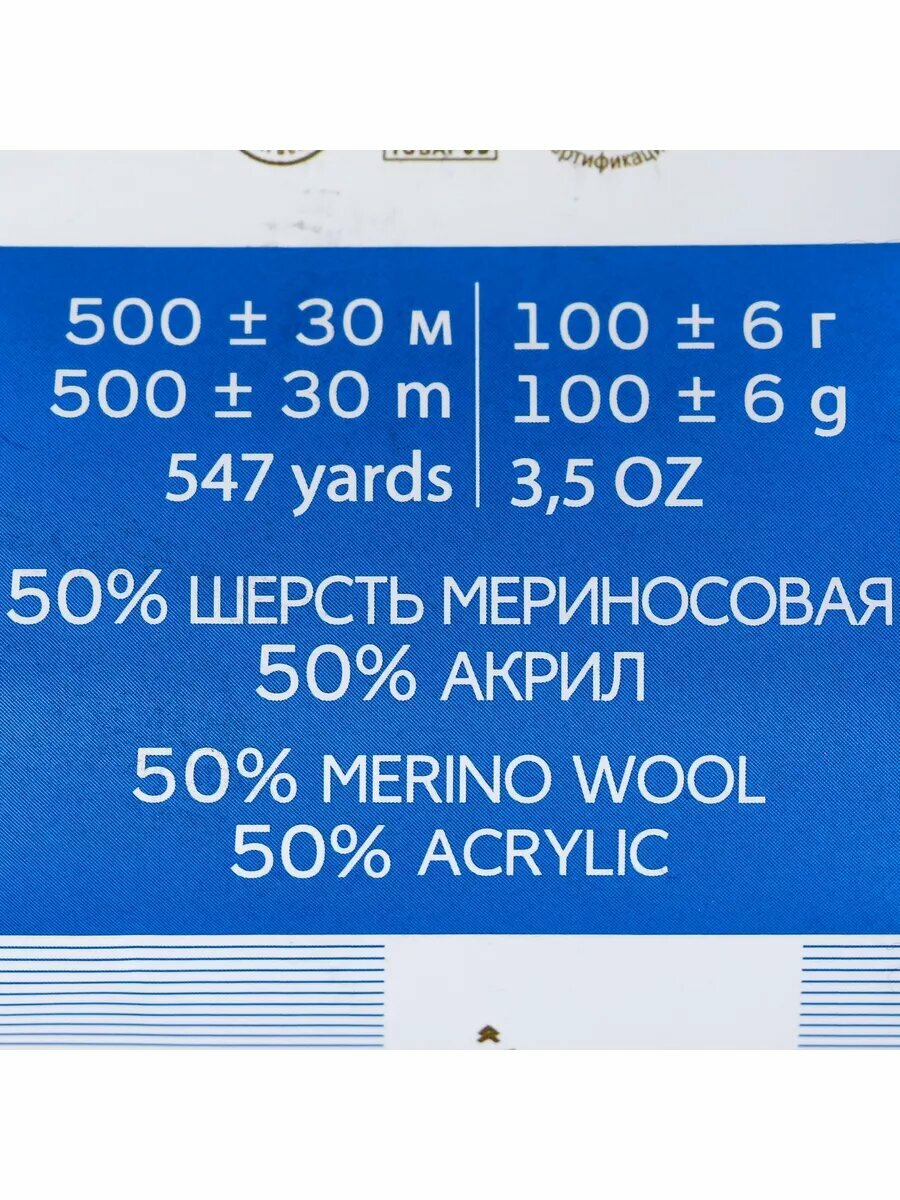 500 ± 30 м
500 ± 30 m
547 yards
100 ± 6 г
100 ± 6 g
3,5 OZ
50% ШЕРСТЬ МЕРИНОСОВАЯ
50% АКРИЛ
50% MERINO WOOL
50% ACRYLIC